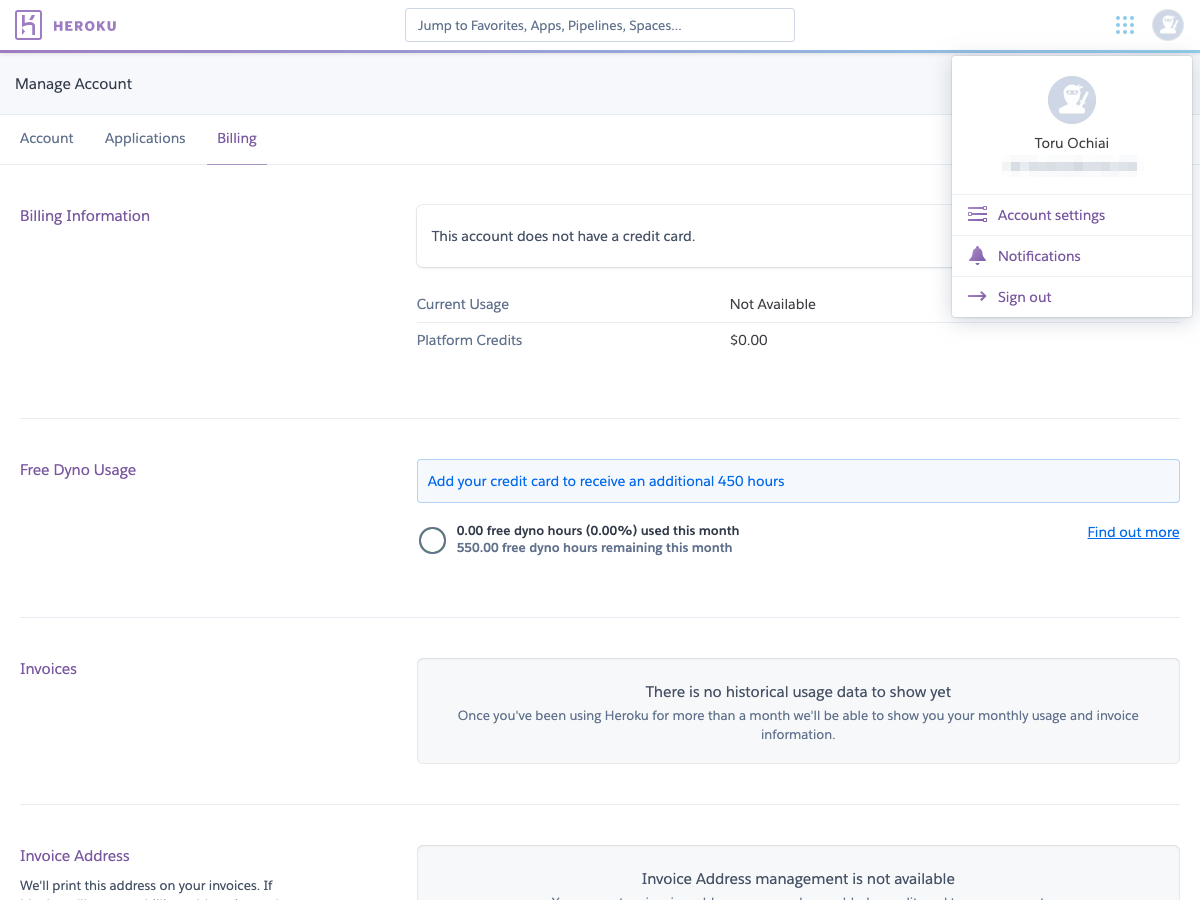 HEROKU
Jump to Favorites, Apps, Pipelines, Spaces...
Manage Account
Toru Ochiai
Account settings
Notifications
Sign out
Account
Applications
Billing
Billing Information
This account does not have a credit card.
Current Usage
Not Available
Platform Credits
$0.00
Free Dyno Usage
Add your credit card to receive an additional 450 hours
0.00 free dyno hours (0.00%) used this month
550.00 free dyno hours remaining this month
Find out more
Invoices
There is no historical usage data to show yet
Once you've been using Heroku for more than a month we'll be able to show you your monthly usage and invoice
information.
Invoice Address
We'll print this address on your invoices. If
Invoice Address management is not available